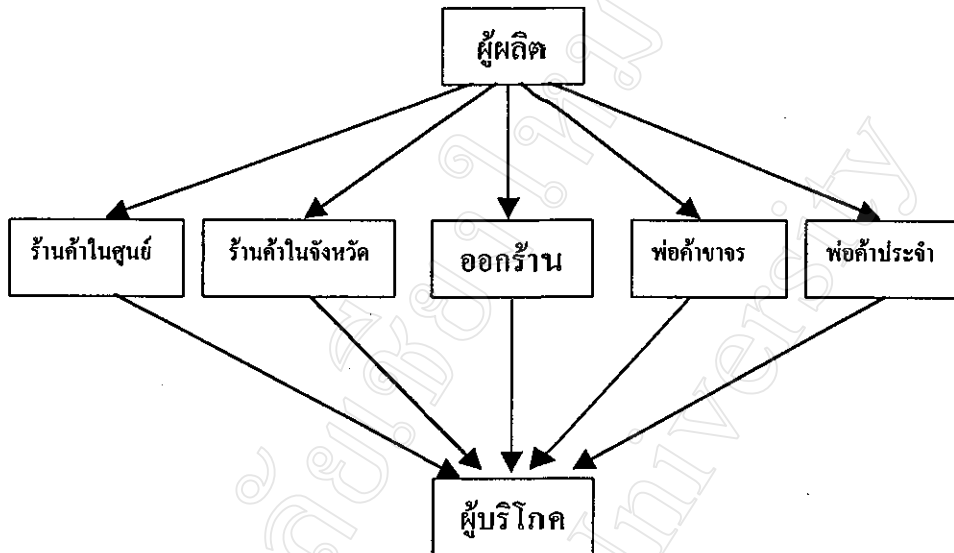 ผู้ผลิต
ร้านค้าในศูนย์
ร้านค้าในจังหวัด
ออกร้าน
พ่อค้าขาจร
พ่อค้าประจำ
ผู้บริโภค
University